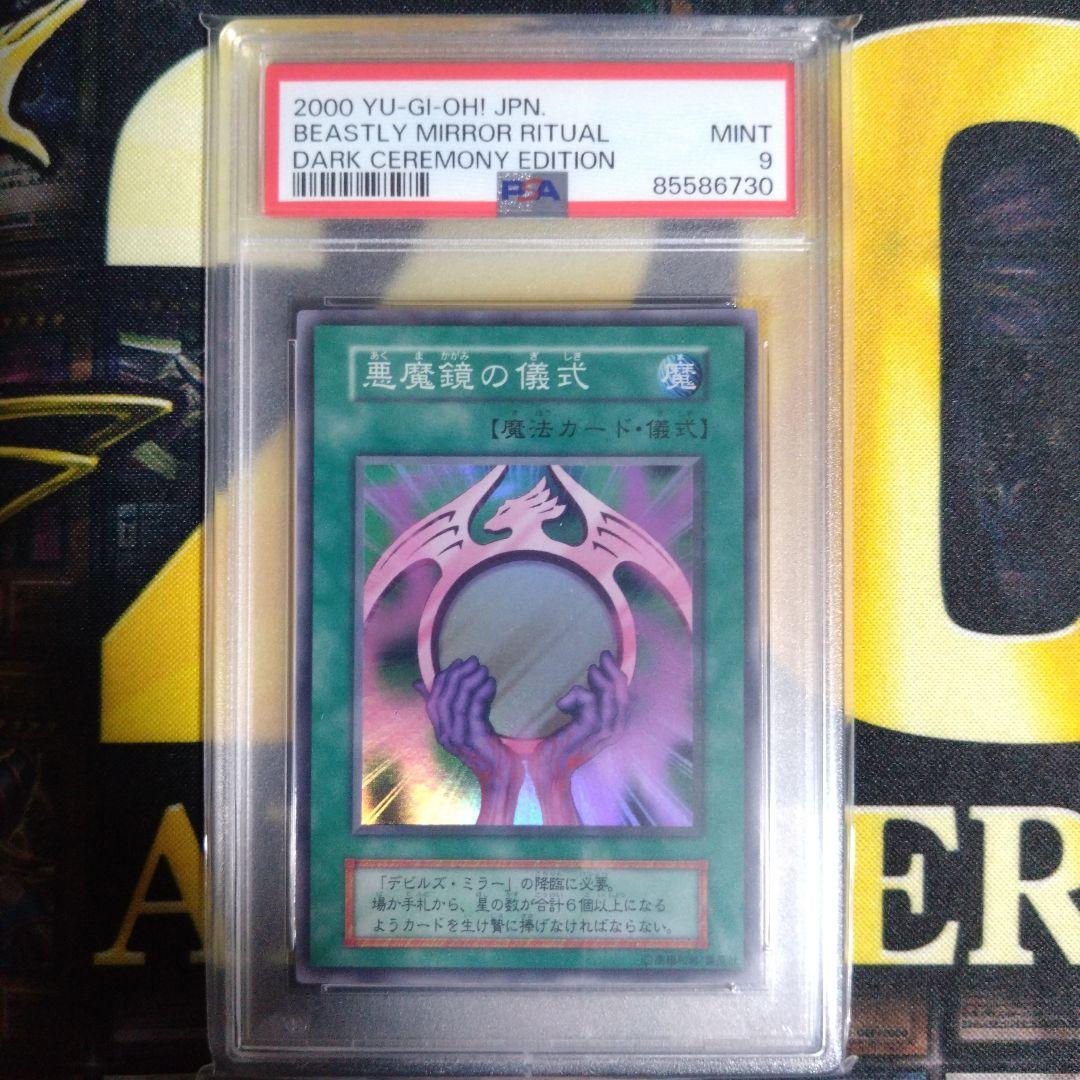 2000 YU-GI-OH! JPN.
BEASTLY MIRROR RITUAL MINT
DARK CEREMONY EDITION 9
PSA 85586730
悪魔鏡の儀式 魔
【魔法カード・儀式】
「デビルズ・ミラー」の降臨に必要。
場か手札から、星の数が合計6個以上になる
ようカードを生け贄に捧げなければならない。
20
A ER